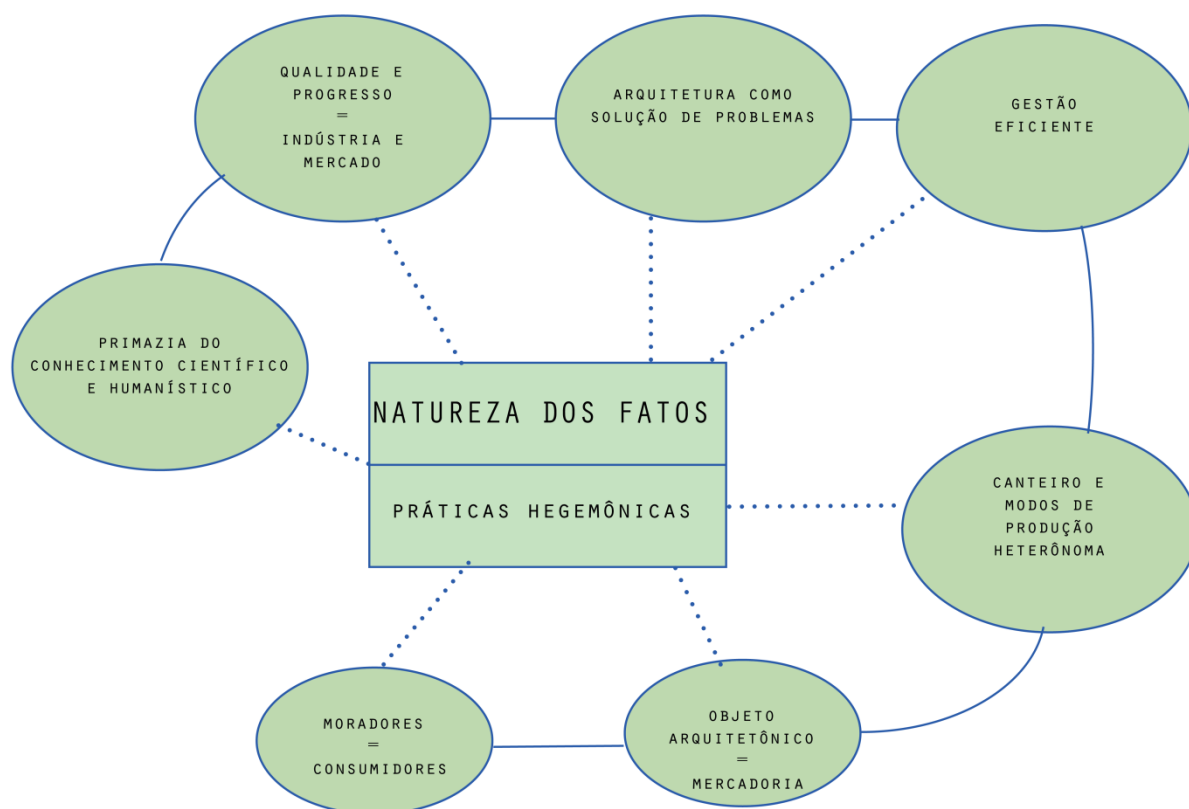 QUALIDADE E
PROGRESSO
=
INDÚSTRIA E
MERCADO
ARQUITETURA COMO
SOLUÇÃO DE PROBLEMAS
GESTÃO
EFICIENTE
PRIMAZIA DO
CONHECIMENTO CIENTÍFICO
E HUMANÍSTICO
NATUREZA DOS FATOS
PRÁTICAS HEGEMÔNICAS
CANTEIRO E
MODOS DE
PRODUÇÃO
HETERÔNOMA
MORADORES
=
CONSUMIDORES
OBJETO
ARQUITETÔNICO
=
MERCADORIA